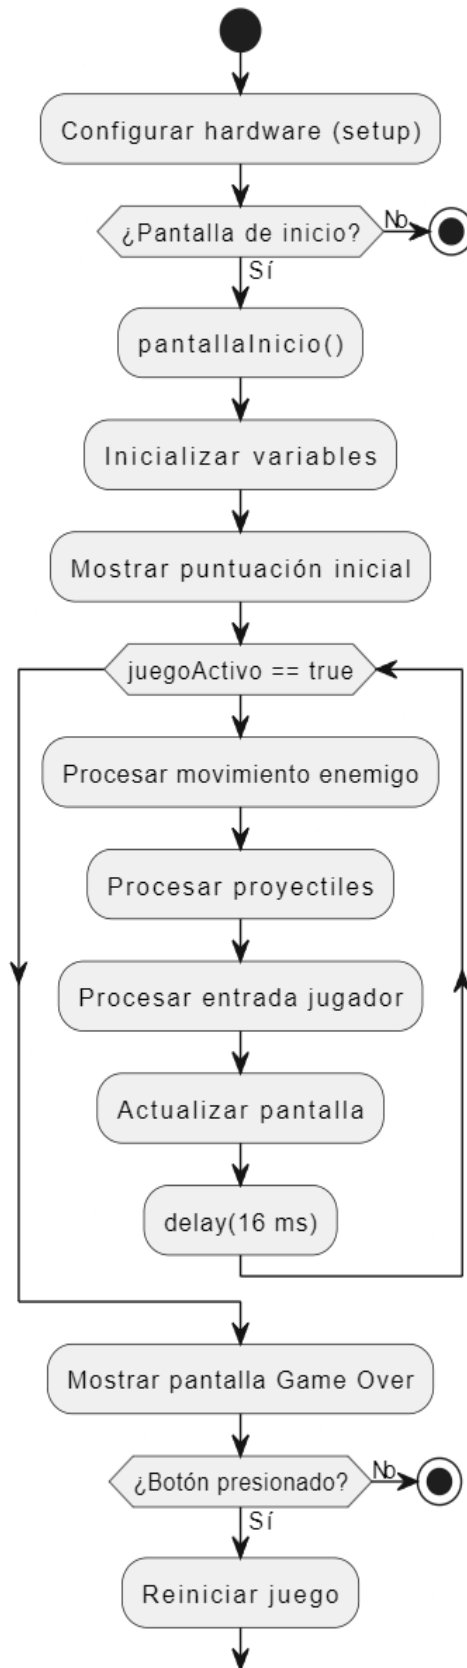 Configurar hardware (setup)
¿Pantalla de inicio?
No
Sí
pantallaInicio()
Inicializar variables
Mostrar puntuación inicial
juegoActivo == true
Procesar movimiento enemigo
Procesar proyectiles
Procesar entrada jugador
Actualizar pantalla
delay(16 ms)
Mostrar pantalla Game Over
¿Botón presionado?
No
Sí
Reiniciar juego